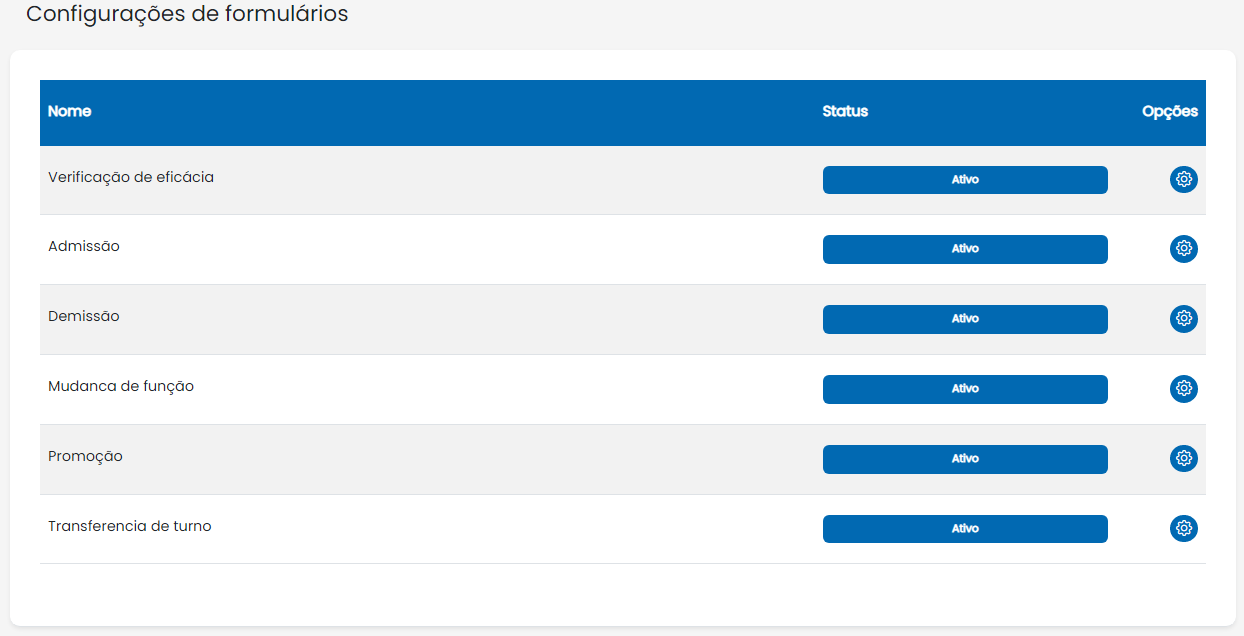 Configurações de formulários
Nome Status Opções
Verificação de eficácia Ativo
Admissão Ativo
Demissão Ativo
Mudanca de função Ativo
Promoção Ativo
Transferencia de turno Ativo